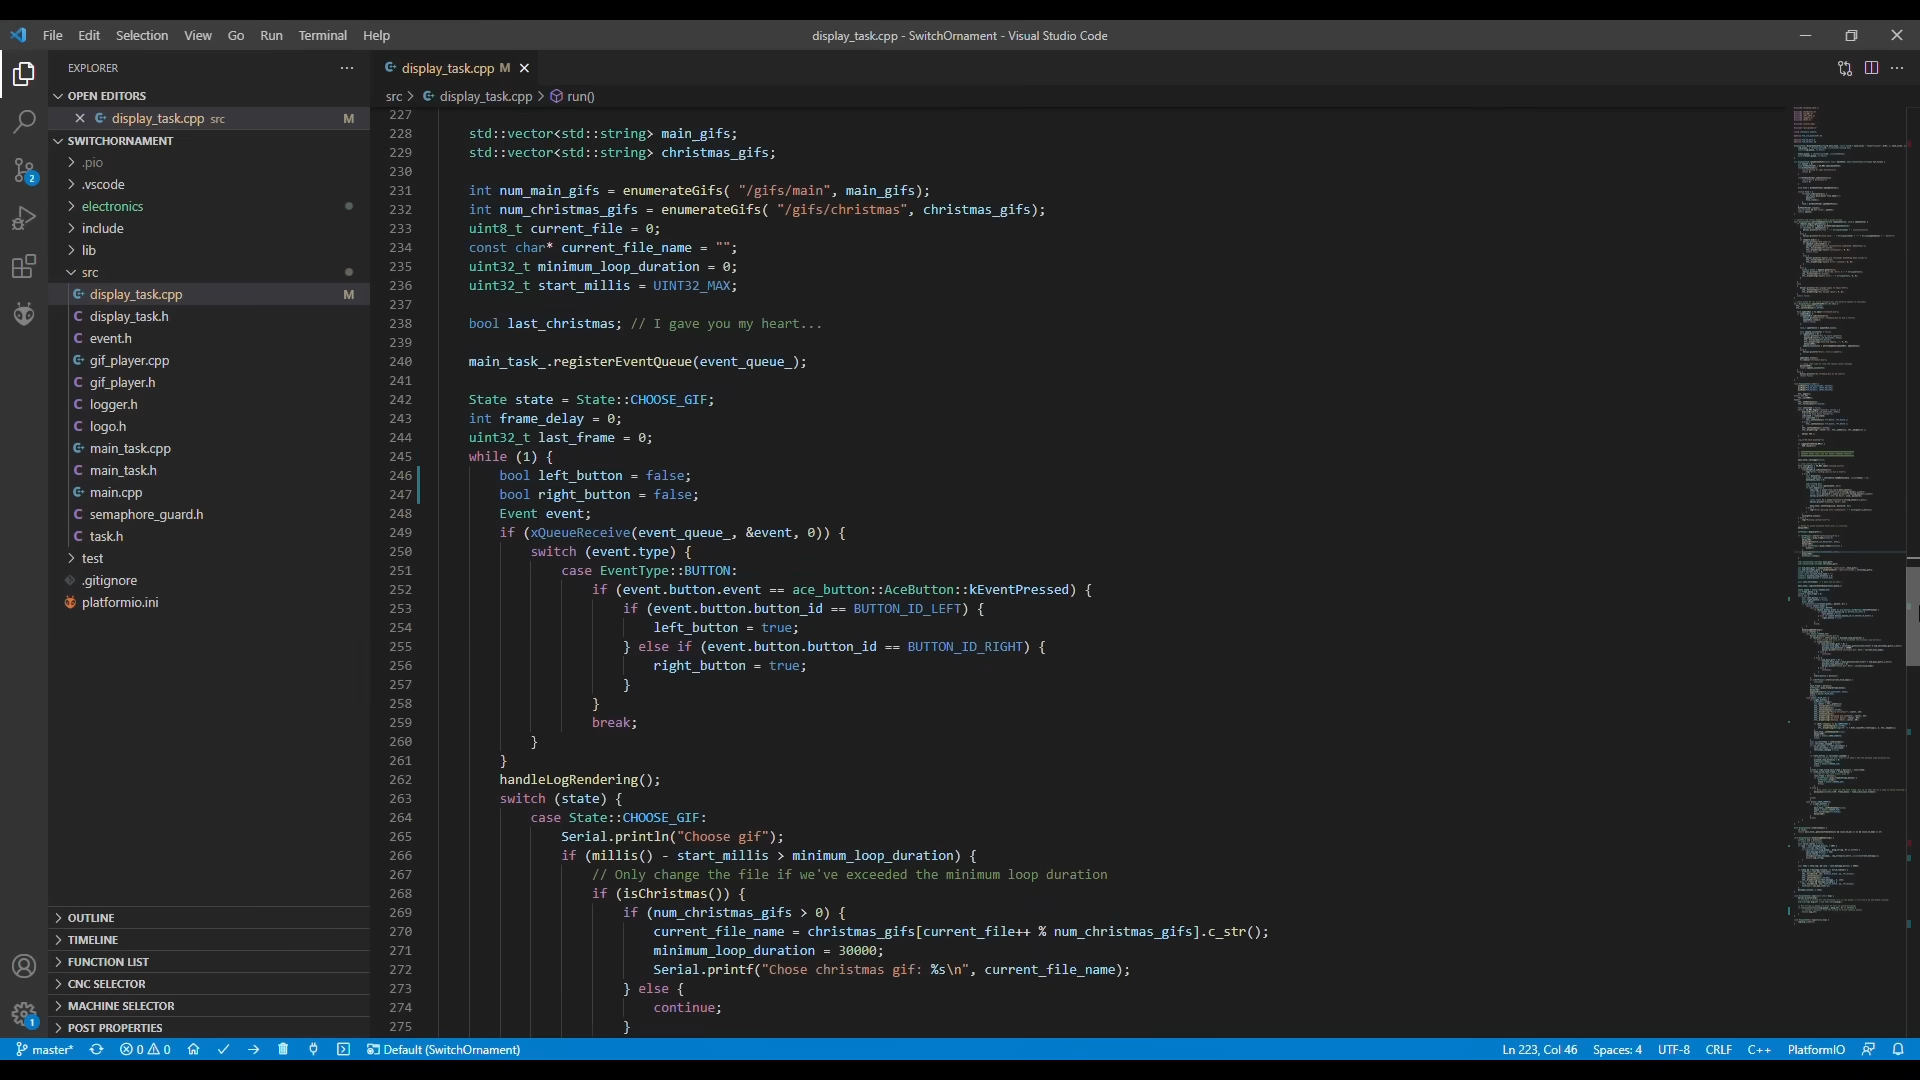 File Edit Selection View Go Run Terminal Help
display_task.cpp - SwitchOrnament - Visual Studio Code
EXPLORER
OPEN EDITORS
display_task.cpp src M
SWITCHORNAMENT
.pio
.vscode
electronics
include
lib
src
display_task.cpp M
display_task.h
event.h
gif_player.cpp
gif_player.h
logger.h
logo.h
main_task.cpp
main_task.h
main.cpp
semaphore_guard.h
task.h
test
.gitignore
platformio.ini
OUTLINE
TIMELINE
FUNCTION LIST
CNC SELECTOR
MACHINE SELECTOR
POST PROPERTIES
2
1
display_task.cpp M
src > display_task.cpp > run()
227
228 std::vector<std::string> main_gifs;
229 std::vector<std::string> christmas_gifs;
230
231 int num_main_gifs = enumerateGifs( "/gifs/main", main_gifs);
232 int num_christmas_gifs = enumerateGifs( "/gifs/christmas", christmas_gifs);
233 uint8_t current_file = 0;
234 const char* current_file_name = "";
235 uint32_t minimum_loop_duration = 0;
236 uint32_t start_millis = UINT32_MAX;
237
238 bool last_christmas; // I gave you my heart...
239
240 main_task_.registerEventQueue(event_queue_);
241
242 State state = State::CHOOSE_GIF;
243 int frame_delay = 0;
244 uint32_t last_frame = 0;
245 while (1) {
246 bool left_button = false;
247 bool right_button = false;
248 Event event;
249 if (xQueueReceive(event_queue_, &event, 0)) {
250 switch (event.type) {
251 case EventType::BUTTON:
252 if (event.button.event == ace_button::AceButton::kEventPressed) {
253 if (event.button.button_id == BUTTON_ID_LEFT) {
254 left_button = true;
255 } else if (event.button.button_id == BUTTON_ID_RIGHT) {
256 right_button = true;
257 }
258 }
259 break;
260 }
261 }
262 handleLogRendering();
263 switch (state) {
264 case State::CHOOSE_GIF:
265 Serial.println("Choose gif");
266 if (millis() - start_millis > minimum_loop_duration) {
267 // Only change the file if we've exceeded the minimum loop duration
268 if (isChristmas()) {
269 if (num_christmas_gifs > 0) {
270 current_file_name = christmas_gifs[current_file++ % num_christmas_gifs].c_str();
271 minimum_loop_duration = 30000;
272 Serial.printf("Chose christmas gif: %s\n", current_file_name);
273 } else {
274 continue;
275 }
master* 0 0 Default (SwitchOrnament) Ln 223, Col 46 Spaces: 4 UTF-8 CRLF C++ PlatformIO